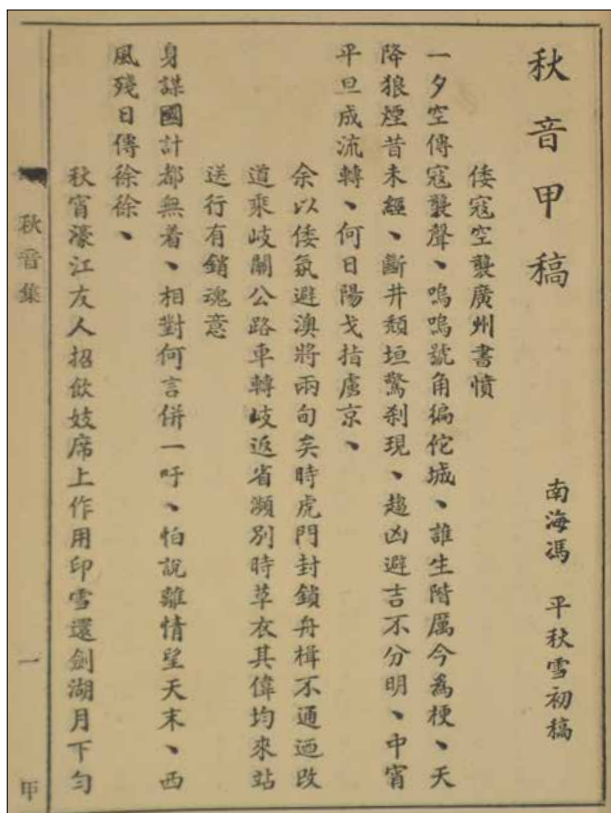 秋音甲稿
南海馮　平秋雪初稿
倭寇空襲廣州書憤
一夕空傳寇襲聲、嗚嗚號角徧佗城、誰生階厲今爲梗、天
降狼煙昔未經、斷井頹垣驚刹現、趨凶避吉不分明、中宵
平旦成流轉、何日陽戈指虜京、
余以倭氛避澳將兩旬矣時虎門封鎖舟楫不通迺改
道乘岐關公路車轉岐返省瀕別時草衣其偉均來站
送行有銷魂意
身謀國計都無着、相對何言併一吁、怕說離情望天末、西
風殘日傳徐徐、
秋宵濠江友人招飲妓席上作用印雪還劍湖月下勻
秋音集
一
甲